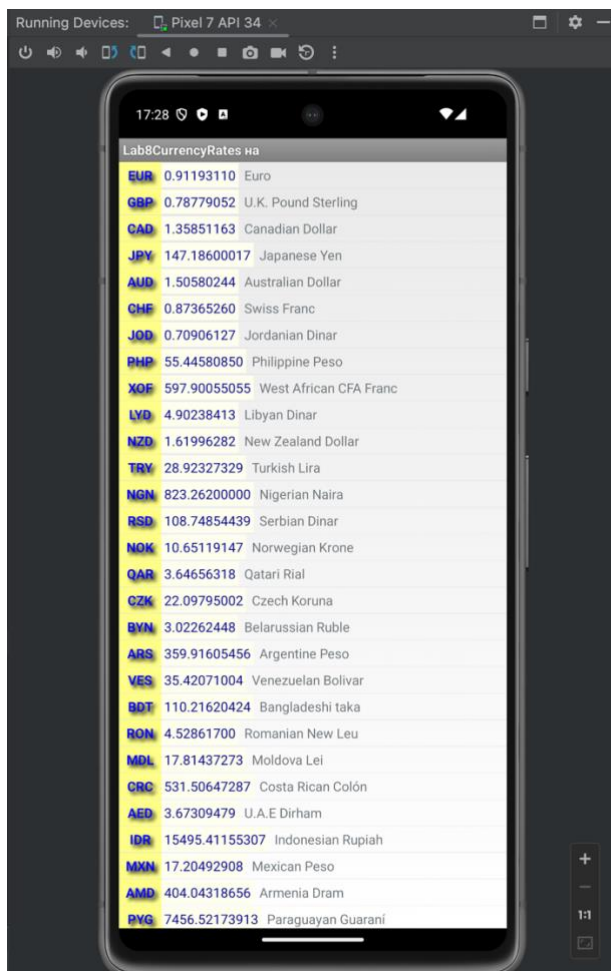 Running Devices: Pixel 7 API 34
17:28
Lab8CurrencyRates на
EUR 0.91193110 Euro
GBP 0.78779052 U.K. Pound Sterling
CAD 1.35851163 Canadian Dollar
JPY 147.18600017 Japanese Yen
AUD 1.50580244 Australian Dollar
CHF 0.87365260 Swiss Franc
JOD 0.70906127 Jordanian Dinar
PHP 55.44580850 Philippine Peso
XOF 597.90055055 West African CFA Franc
LYD 4.90238413 Libyan Dinar
NZD 1.61996282 New Zealand Dollar
TRY 28.92327329 Turkish Lira
NGN 823.26200000 Nigerian Naira
RSD 108.74854439 Serbian Dinar
NOK 10.65119147 Norwegian Krone
QAR 3.64656318 Qatari Rial
CZK 22.09795002 Czech Koruna
BYN 3.02262448 Belarussian Ruble
ARS 359.91605456 Argentine Peso
VES 35.42071004 Venezuelan Bolivar
BDT 110.21620424 Bangladeshi taka
RON 4.52861700 Romanian New Leu
MDL 17.81437273 Moldova Lei
CRC 531.50647287 Costa Rican Colón
AED 3.67309479 U.A.E Dirham
IDR 15495.41155307 Indonesian Rupiah
MXN 17.20492908 Mexican Peso
AMD 404.04318656 Armenia Dram
PYG 7456.52173913 Paraguayan Guaraní
1:1